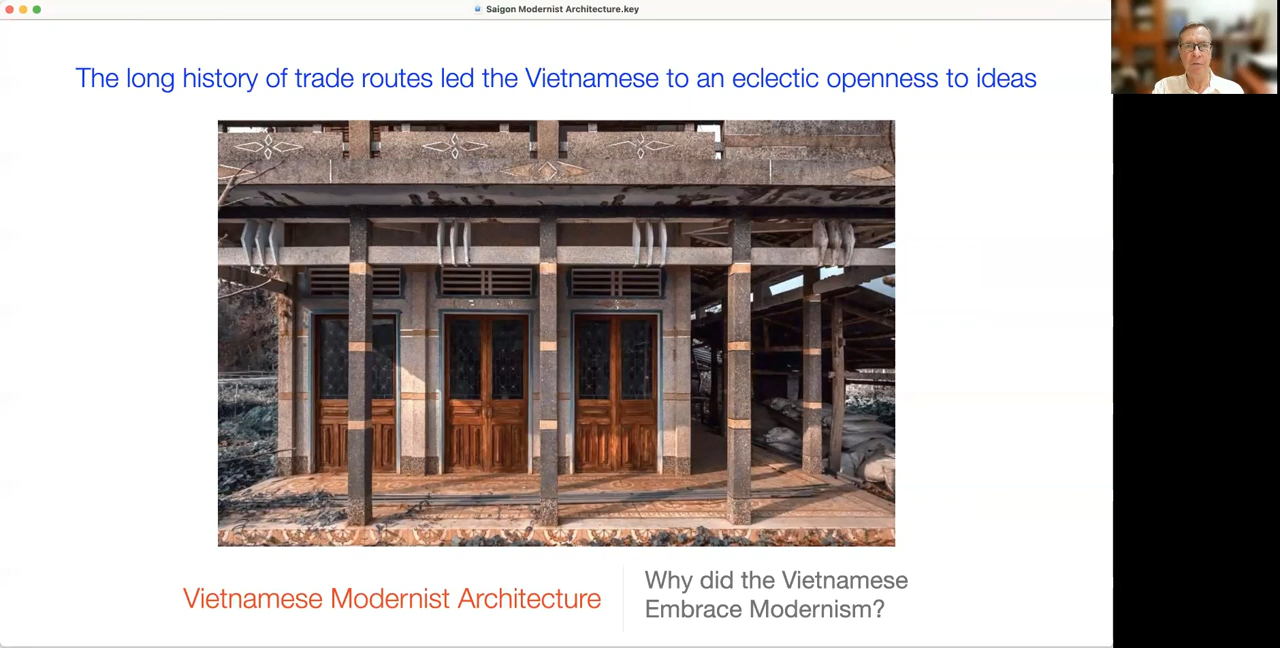 Saigon Modernist Architecture.key
The long history of trade routes led the Vietnamese to an eclectic openness to ideas
Vietnamese Modernist Architecture
Why did the Vietnamese
Embrace Modernism?